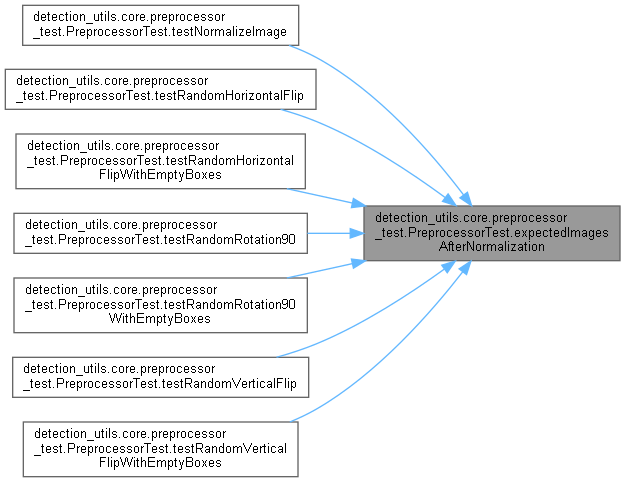 detection_utils.core.preprocessor
_test.PreprocessorTest.testNormalizeImage
detection_utils.core.preprocessor
_test.PreprocessorTest.testRandomHorizontalFlip
detection_utils.core.preprocessor
_test.PreprocessorTest.testRandomHorizontal
FlipWithEmptyBoxes
detection_utils.core.preprocessor
_test.PreprocessorTest.testRandomRotation90
detection_utils.core.preprocessor
_test.PreprocessorTest.testRandomRotation90
WithEmptyBoxes
detection_utils.core.preprocessor
_test.PreprocessorTest.testRandomVerticalFlip
detection_utils.core.preprocessor
_test.PreprocessorTest.testRandomVertical
FlipWithEmptyBoxes
detection_utils.core.preprocessor
_test.PreprocessorTest.expectedImages
AfterNormalization